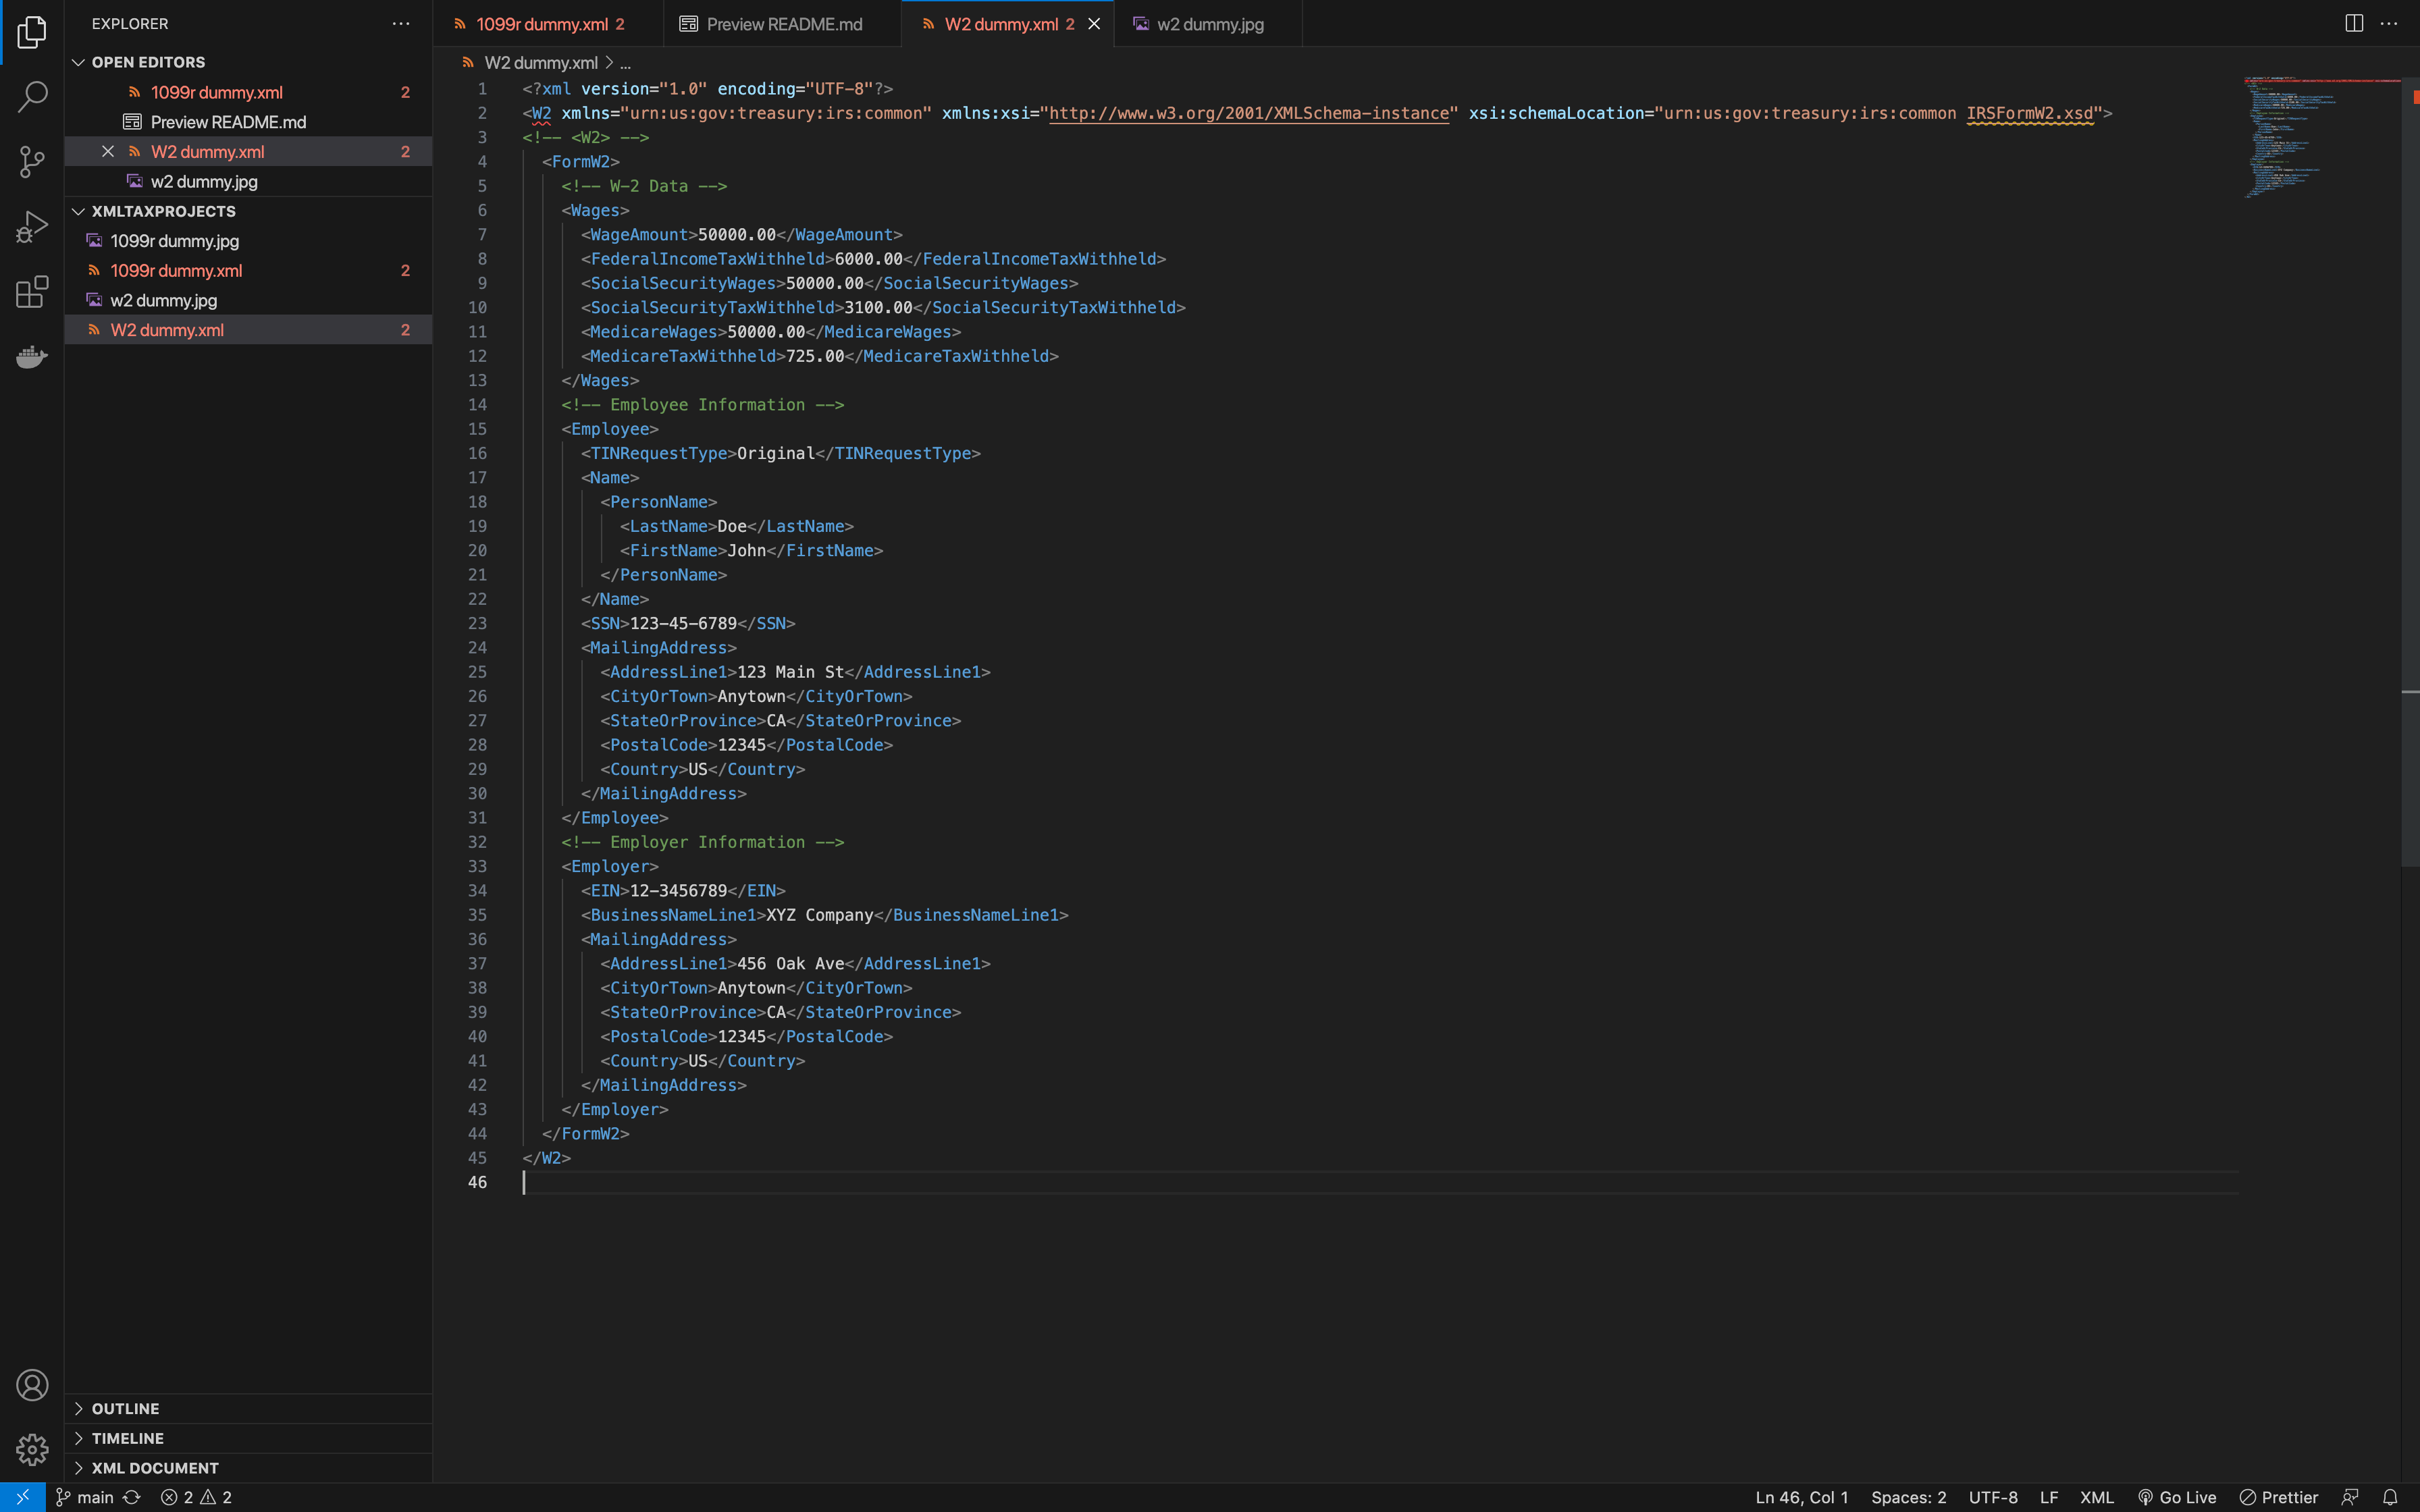 EXPLORER
OPEN EDITORS
1099r dummy.xml 2
Preview README.md
W2 dummy.xml 2
w2 dummy.jpg
XMLTAXPROJECTS
1099r dummy.jpg
1099r dummy.xml 2
w2 dummy.jpg
W2 dummy.xml 2
OUTLINE
TIMELINE
XML DOCUMENT
1099r dummy.xml 2 Preview README.md W2 dummy.xml 2 w2 dummy.jpg
W2 dummy.xml > ...
1 <?xml version="1.0" encoding="UTF-8"?>
2 <W2 xmlns="urn:us:gov:treasury:irs:common" xmlns:xsi="http://www.w3.org/2001/XMLSchema-instance" xsi:schemaLocation="urn:us:gov:treasury:irs:common IRSFormW2.xsd">
3 <!-- <W2> -->
4 <FormW2>
5 <!-- W-2 Data -->
6 <Wages>
7 <WageAmount>50000.00</WageAmount>
8 <FederalIncomeTaxWithheld>6000.00</FederalIncomeTaxWithheld>
9 <SocialSecurityWages>50000.00</SocialSecurityWages>
10 <SocialSecurityTaxWithheld>3100.00</SocialSecurityTaxWithheld>
11 <MedicareWages>50000.00</MedicareWages>
12 <MedicareTaxWithheld>725.00</MedicareTaxWithheld>
13 </Wages>
14 <!-- Employee Information -->
15 <Employee>
16 <TINRequestType>Original</TINRequestType>
17 <Name>
18 <PersonName>
19 <LastName>Doe</LastName>
20 <FirstName>John</FirstName>
21 </PersonName>
22 </Name>
23 <SSN>123-45-6789</SSN>
24 <MailingAddress>
25 <AddressLine1>123 Main St</AddressLine1>
26 <CityOrTown>Anytown</CityOrTown>
27 <StateOrProvince>CA</StateOrProvince>
28 <PostalCode>12345</PostalCode>
29 <Country>US</Country>
30 </MailingAddress>
31 </Employee>
32 <!-- Employer Information -->
33 <Employer>
34 <EIN>12-3456789</EIN>
35 <BusinessNameLine1>XYZ Company</BusinessNameLine1>
36 <MailingAddress>
37 <AddressLine1>456 Oak Ave</AddressLine1>
38 <CityOrTown>Anytown</CityOrTown>
39 <StateOrProvince>CA</StateOrProvince>
40 <PostalCode>12345</PostalCode>
41 <Country>US</Country>
42 </MailingAddress>
43 </Employer>
44 </FormW2>
45 </W2>
46
main 2 2 Ln 46, Col 1 Spaces: 2 UTF-8 LF XML Go Live Prettier